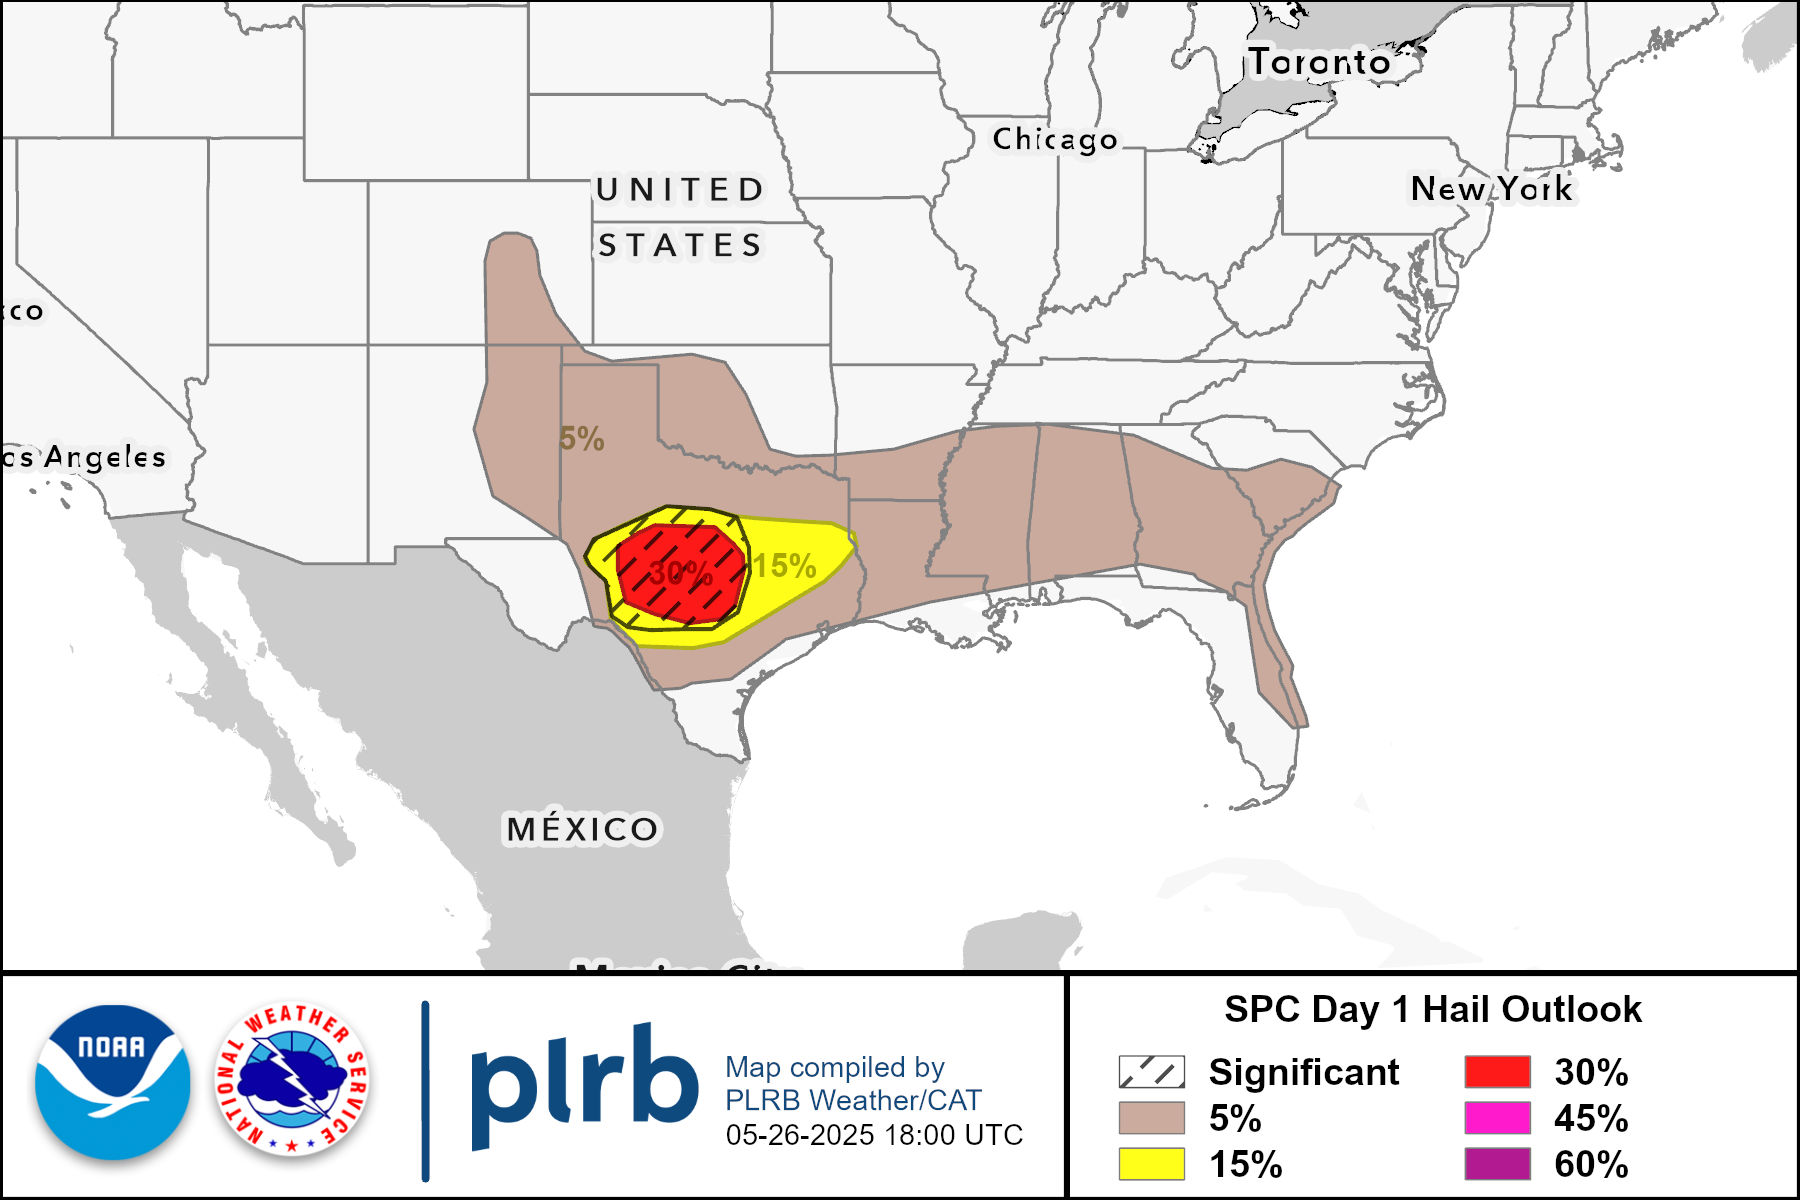 Toronto
Chicago
New York
UNITED
STATES
cco
os Angeles
5%
30%
15%
MÉXICO
NOAA
NATIONAL WEATHER SERVICE
plrb
Map compiled by
PLRB Weather/CAT
05-26-2025 18:00 UTC
SPC Day 1 Hail Outlook
Significant
5%
15%
30%
45%
60%